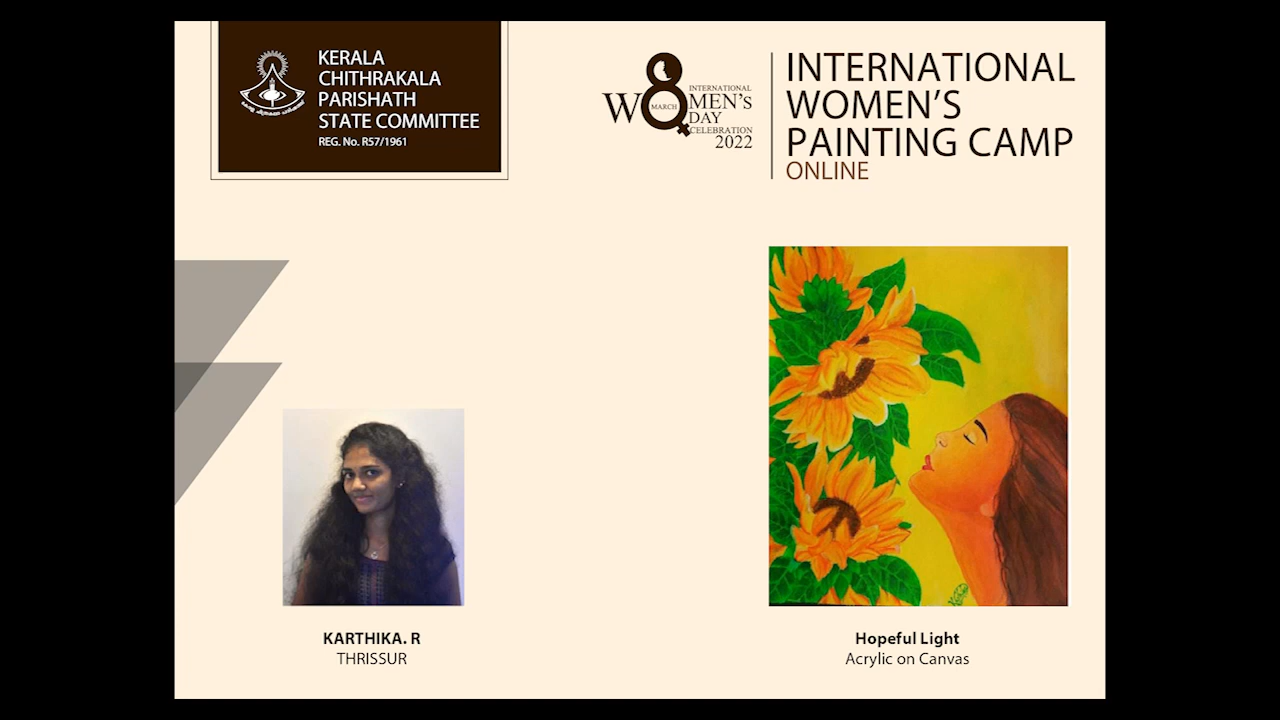 KERALA
CHITHRAKALA
PARISHATH
STATE COMMITTEE
REG. No. R57/1961
INTERNATIONAL
WOMEN's
MARCH
8
DAY
CELEBRATION
2022
INTERNATIONAL
WOMEN'S
PAINTING CAMP
ONLINE
KARTHIKA. R
THRISSUR
Hopeful Light
Acrylic on Canvas